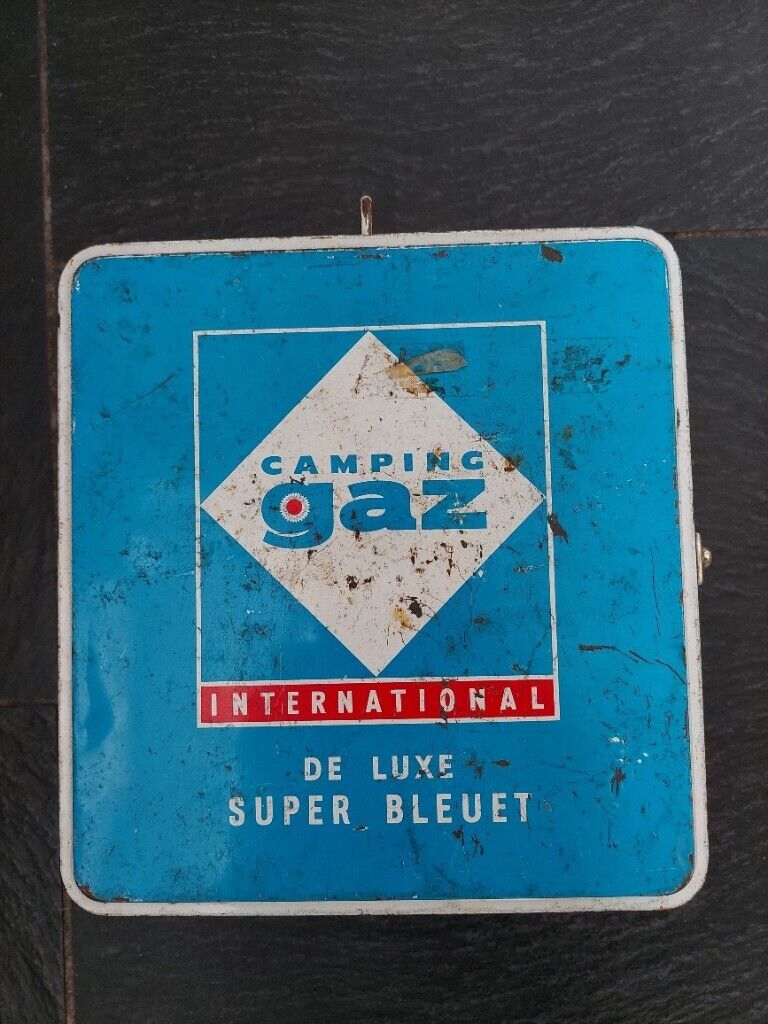 CAMPING
gaz
INTERNATIONAL
DE LUXE
SUPER BLEUET